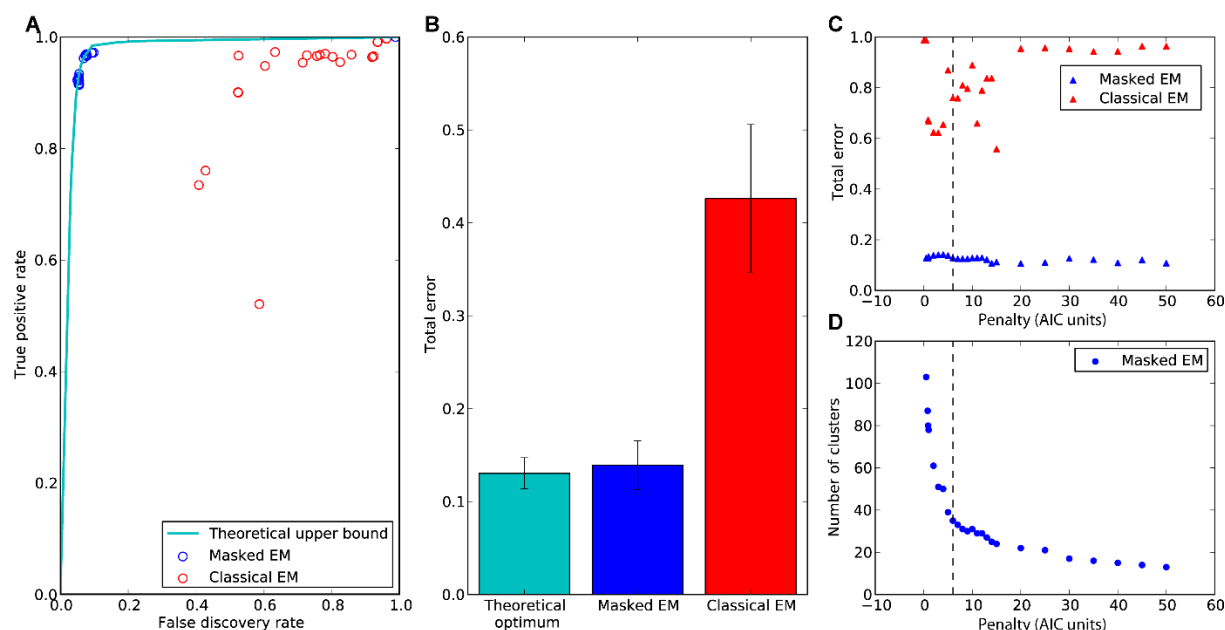 A
1.0
0.8
0.6
0.4
0.2
0.0
True positive rate
0.0
0.2
0.4
0.6
0.8
1.0
False discovery rate
Theoretical upper bound
Masked EM
Classical EM
B
0.6
0.5
0.4
0.3
0.2
0.1
0.0
Total error
Theoretical
optimum
Masked EM
Classical EM
C
1.0
0.8
0.6
0.4
0.2
0.0
Total error
Masked EM
Classical EM
−10
0
10
20
30
40
50
60
Penalty (AIC units)
D
120
100
80
60
40
20
0
Number of clusters
Masked EM
−10
0
10
20
30
40
50
60
Penalty (AIC units)